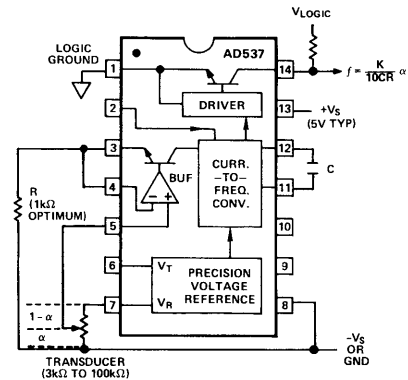 VLOGIC
LOGIC
GROUND
AD537
1
14
f = K/10CR α
DRIVER
2
13
+VS
(5V TYP)
3
12
CURR.
–TO–
FREQ.
CONV.
C
R
(1kΩ
OPTIMUM)
4
BUF
– +
11
5
10
6
VT
PRECISION
VOLTAGE
REFERENCE
9
7
VR
8
1 – α
α
–VS
OR
GND
TRANSDUCER
(3kΩ TO 100kΩ)